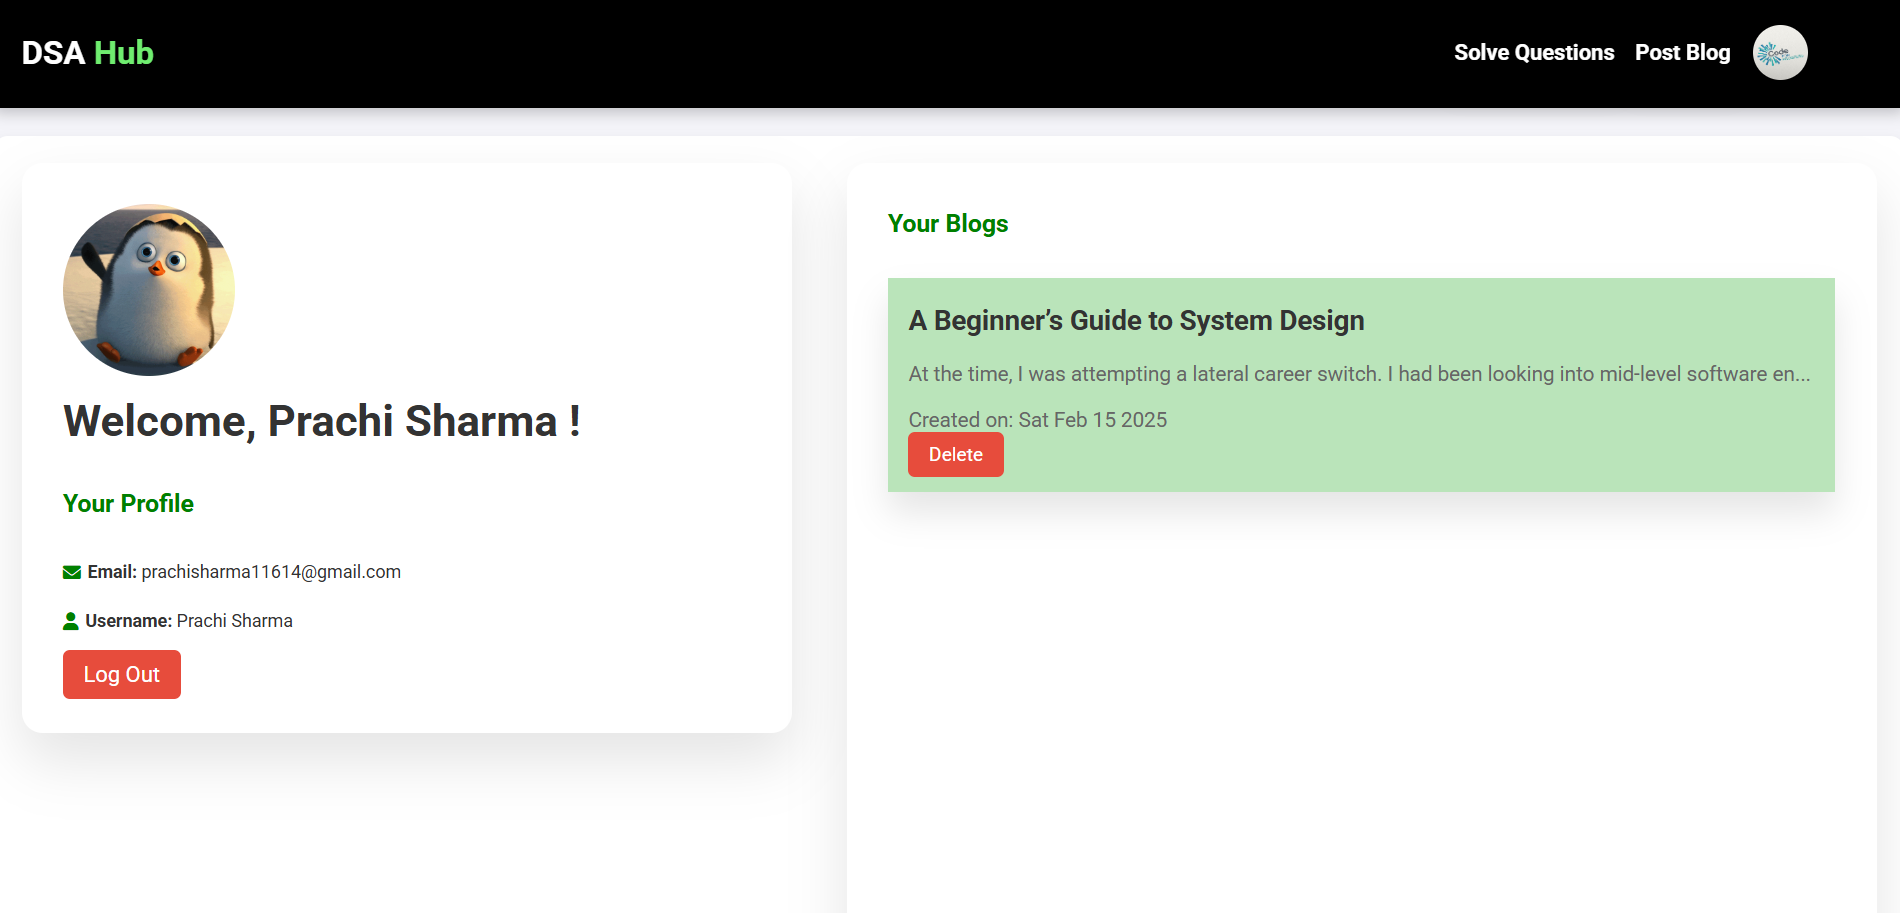 DSA Hub
Solve Questions
Post Blog
Code
Welcome, Prachi Sharma !
Your Profile
Email: prachisharma11614@gmail.com
Username: Prachi Sharma
Log Out
Your Blogs
A Beginner’s Guide to System Design
At the time, I was attempting a lateral career switch. I had been looking into mid-level software en...
Created on: Sat Feb 15 2025
Delete